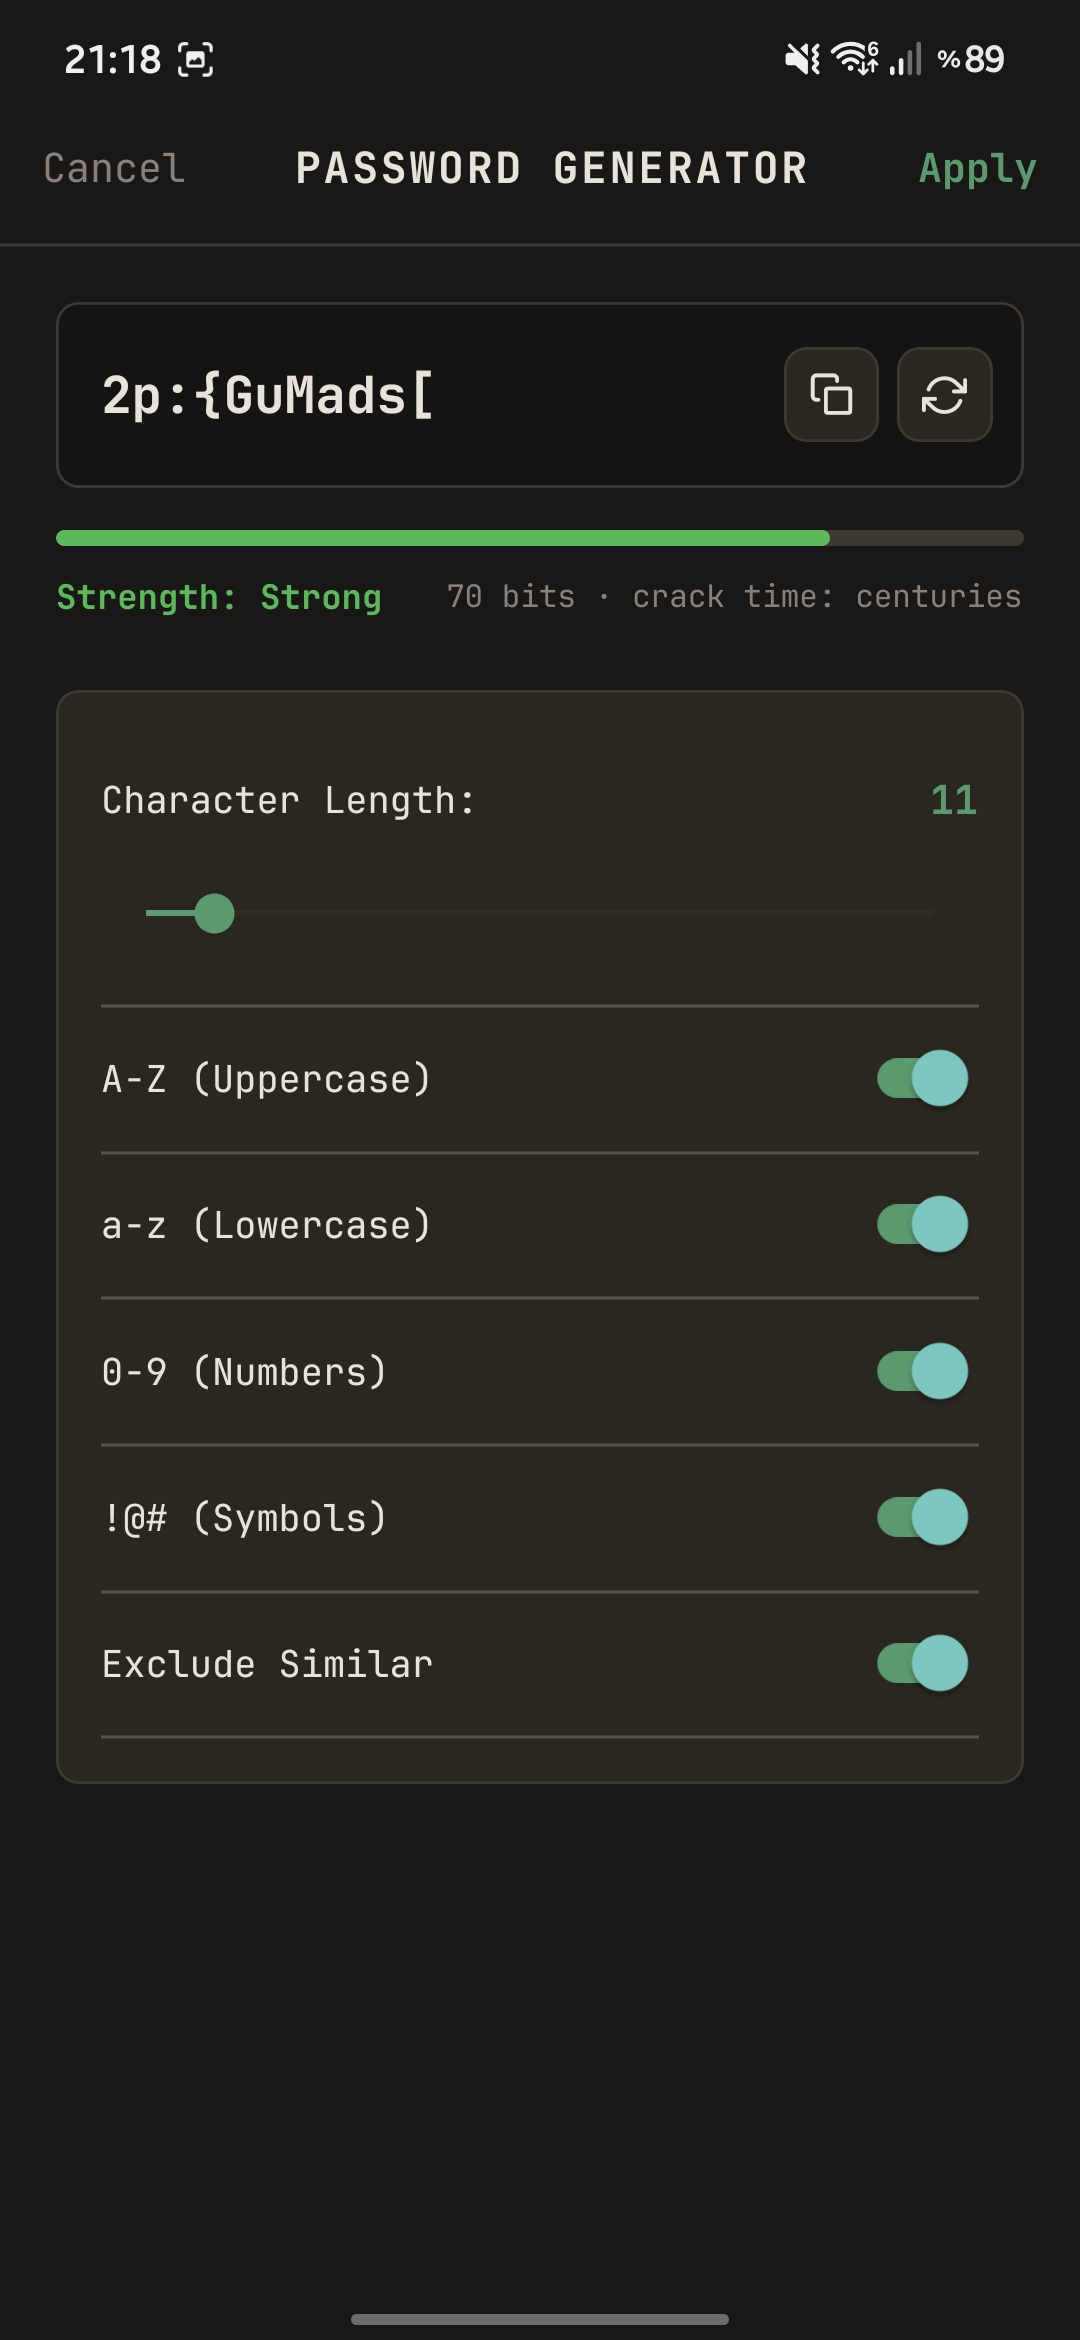 21:18 6 %89
Cancel PASSWORD GENERATOR Apply
2p:{GuMads[
Strength: Strong 70 bits · crack time: centuries
Character Length: 11
A-Z (Uppercase)
a-z (Lowercase)
0-9 (Numbers)
!@# (Symbols)
Exclude Similar